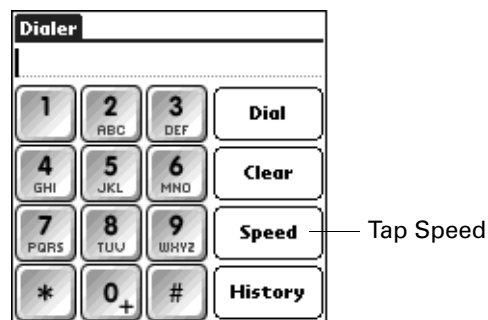 Dialer
1 2 3 Dial
ABC DEF
4 5 6 Clear
GHI JKL MNO
7 8 9 Speed Tap Speed
PQRS TUV WXYZ
* 0 # History
+